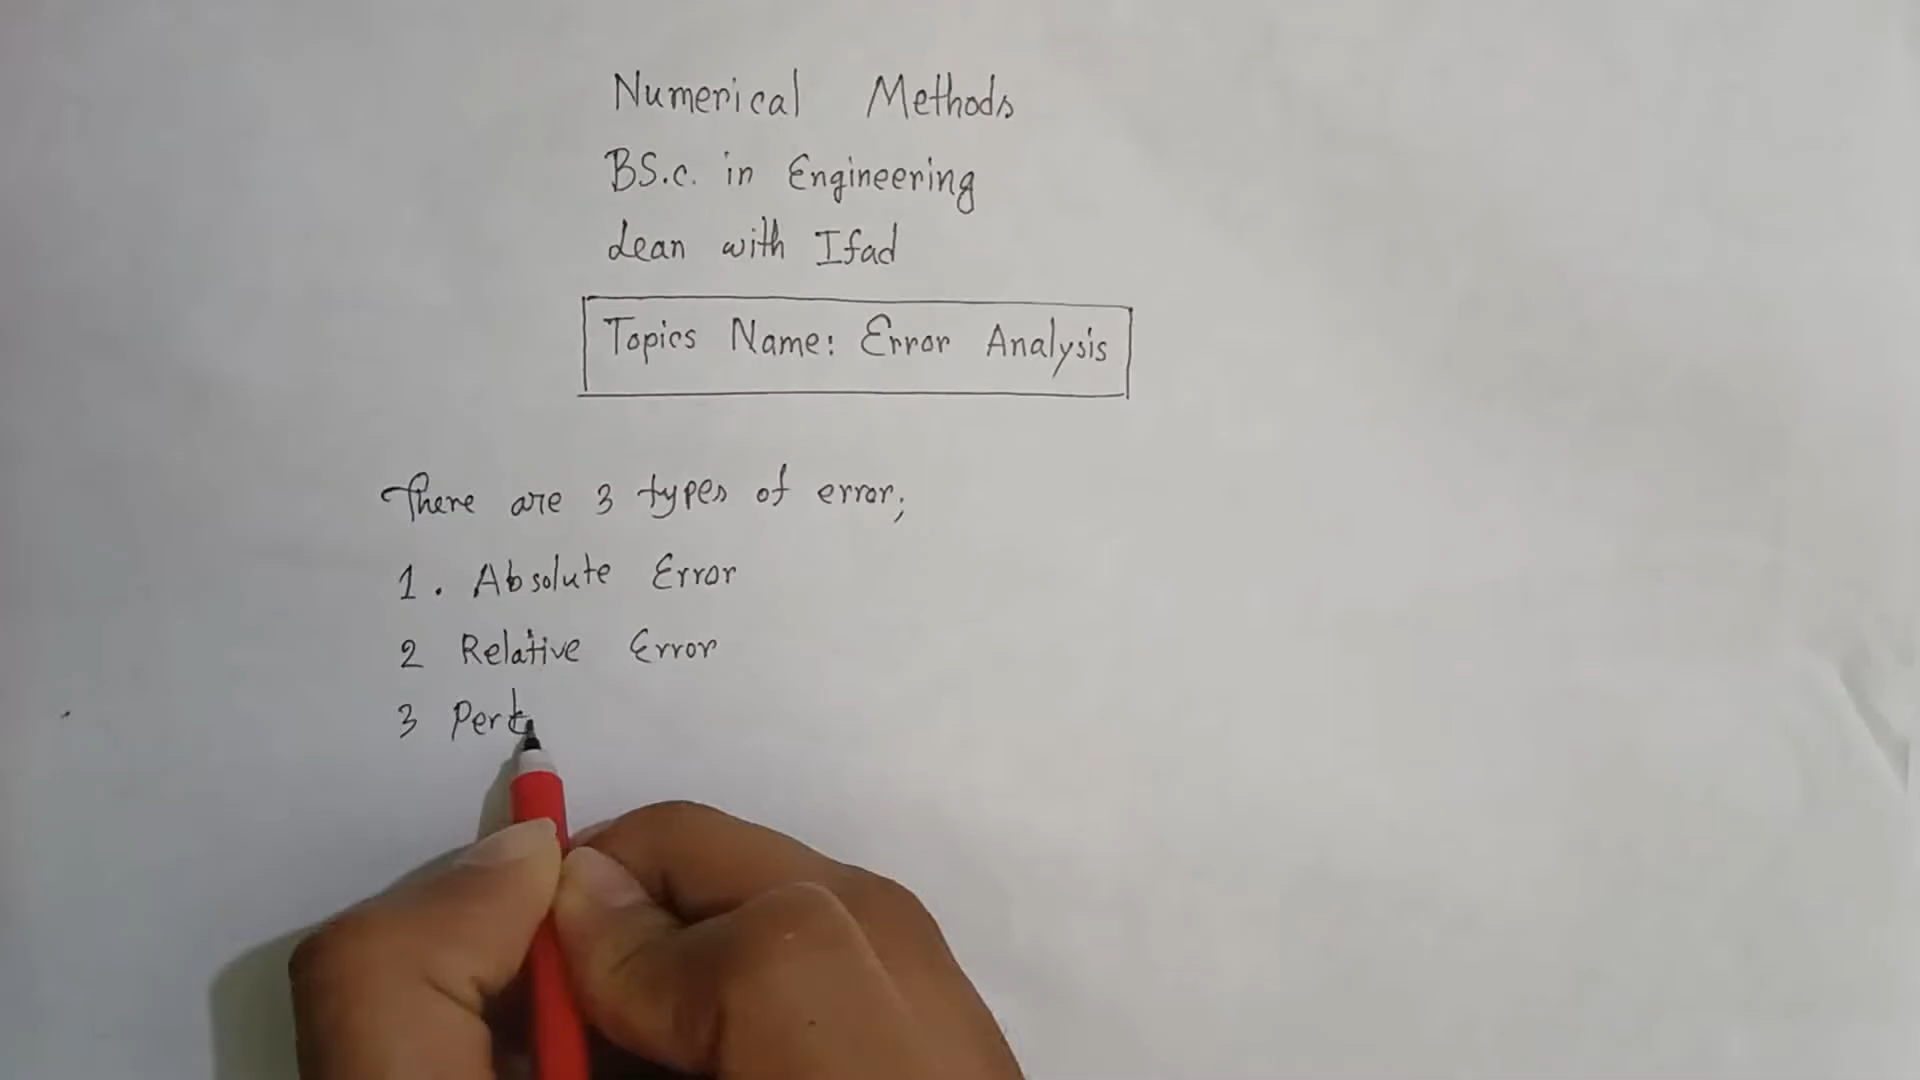 Numerical Methods
BS.c. in Engineering
Lean with Ifad
Topics Name: Error Analysis
There are 3 types of error;
1. Absolute Error
2 Relative Error
3 Pert